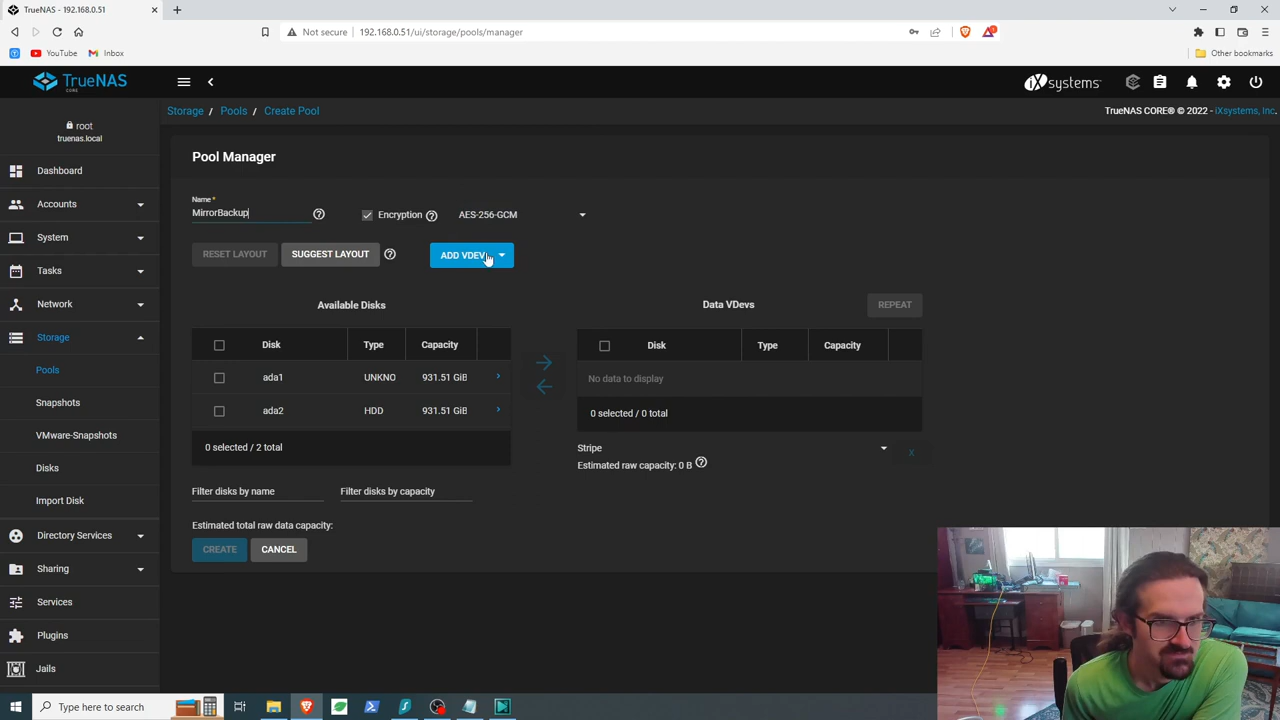 TrueNAS - 192.168.0.51
Not secure
192.168.0.51/ui/storage/pools/manager
YouTube
Inbox
Other bookmarks
TrueNAS
CORE
iXsystems
root
truenas.local
Storage / Pools / Create Pool
TrueNAS CORE® © 2022 - iXsystems, Inc.
Dashboard
Accounts
System
Tasks
Network
Storage
Pools
Snapshots
VMware-Snapshots
Disks
Import Disk
Directory Services
Sharing
Services
Plugins
Jails
Pool Manager
Name *
MirrorBackup
Encryption
AES-256-GCM
RESET LAYOUT
SUGGEST LAYOUT
ADD VDEV
Available Disks
Disk Type Capacity
ada1 UNKNO 931.51 GiB
ada2 HDD 931.51 GiB
0 selected / 2 total
Filter disks by name
Filter disks by capacity
Data VDevs
REPEAT
Disk Type Capacity
No data to display
0 selected / 0 total
Stripe
X
Estimated raw capacity: 0 B
Estimated total raw data capacity:
CREATE
CANCEL
Type here to search